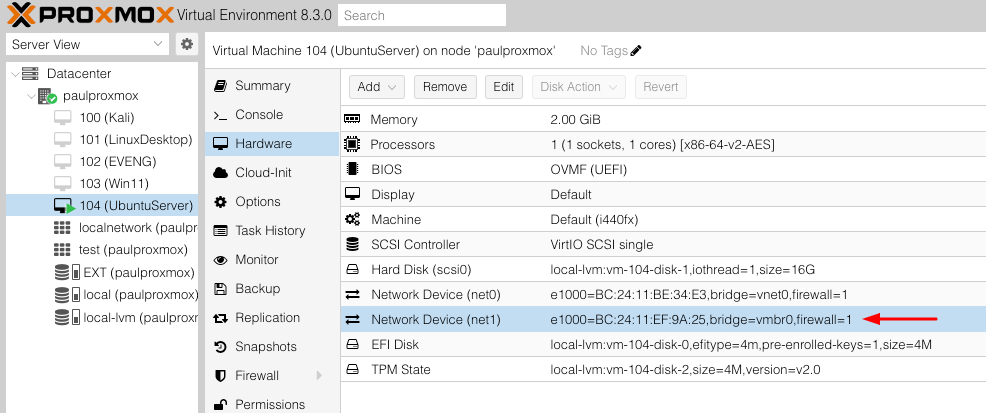 PROXMOX Virtual Environment 8.3.0 Search
Server View
Virtual Machine 104 (UbuntuServer) on node 'paulproxmox' No Tags
Datacenter
paulproxmox
100 (Kali)
101 (LinuxDesktop)
102 (EVENG)
103 (Win11)
104 (UbuntuServer)
localnetwork (paulpr
test (paulproxmox)
EXT (paulproxmox)
local (paulproxmox)
local-lvm (paulprox
Summary
Console
Hardware
Cloud-Init
Options
Task History
Monitor
Backup
Replication
Snapshots
Firewall
Permissions
Add Remove Edit Disk Action Revert
Memory 2.00 GiB
Processors 1 (1 sockets, 1 cores) [x86-64-v2-AES]
BIOS OVMF (UEFI)
Display Default
Machine Default (i440fx)
SCSI Controller VirtIO SCSI single
Hard Disk (scsi0) local-lvm:vm-104-disk-1,iothread=1,size=16G
Network Device (net0) e1000=BC:24:11:BE:34:E3,bridge=vnet0,firewall=1
Network Device (net1) e1000=BC:24:11:EF:9A:25,bridge=vmbr0,firewall=1
EFI Disk local-lvm:vm-104-disk-0,efitype=4m,pre-enrolled-keys=1,size=4M
TPM State local-lvm:vm-104-disk-2,size=4M,version=v2.0